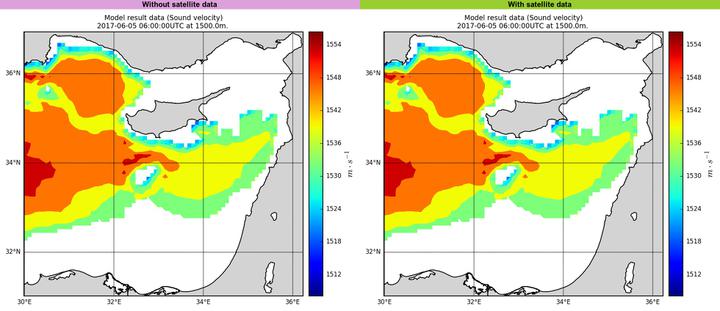 Without satellite data
With satellite data
Model result data (Sound velocity)
2017-06-05 06:00:00UTC at 1500.0m.
36°N
34°N
32°N
30°E
32°E
34°E
36°E
1554
1548
1542
1536
1530
1524
1518
1512
m · s⁻¹
Model result data (Sound velocity)
2017-06-05 06:00:00UTC at 1500.0m.
36°N
34°N
32°N
30°E
32°E
34°E
36°E
1554
1548
1542
1536
1530
1524
1518
1512
m · s⁻¹